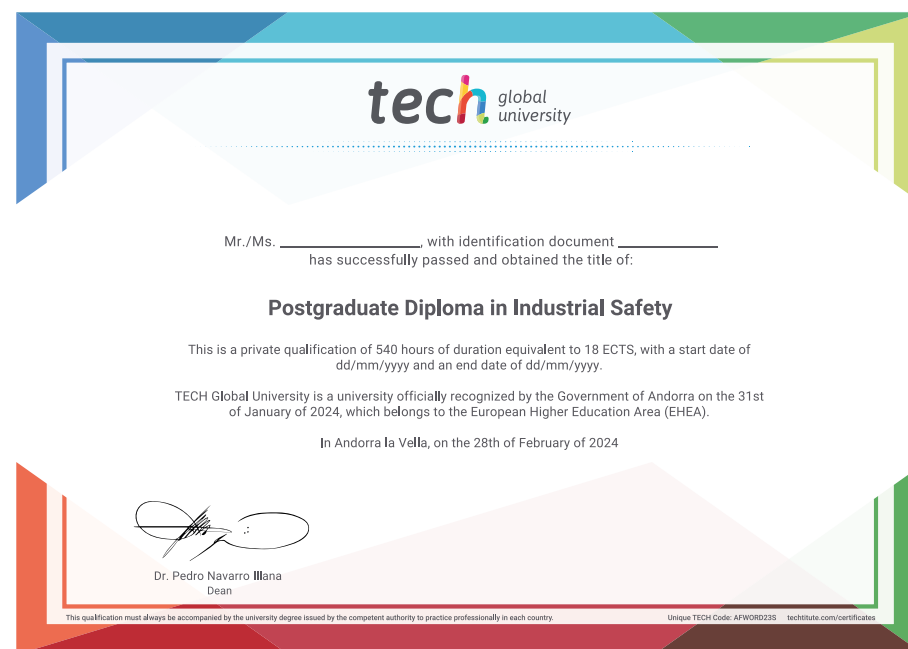 tech global university
Mr./Ms. ____________________, with identification document ______________
has successfully passed and obtained the title of:
Postgraduate Diploma in Industrial Safety
This is a private qualification of 540 hours of duration equivalent to 18 ECTS, with a start date of
dd/mm/yyyy and an end date of dd/mm/yyyy.
TECH Global University is a university officially recognized by the Government of Andorra on the 31st
of January of 2024, which belongs to the European Higher Education Area (EHEA).
In Andorra la Vella, on the 28th of February of 2024
Dr. Pedro Navarro Illana
Dean
This qualification must always be accompanied by the university degree issued by the competent authority to practice professionally in each country. Unique TECH Code: AFWORD23S techtitute.com/certificates